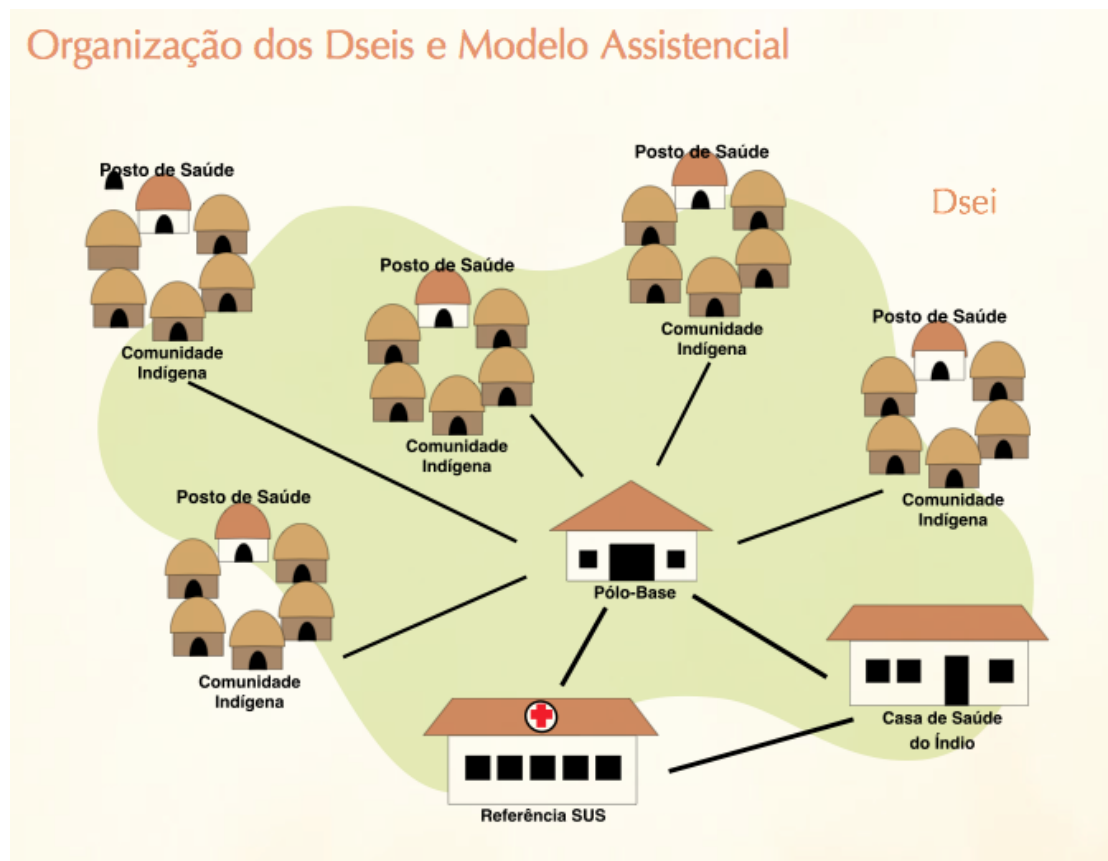 Organização dos Dseis e Modelo Assistencial
Posto de Saúde
Comunidade
Indígena
Posto de Saúde
Comunidade
Indígena
Posto de Saúde
Comunidade
Indígena
Dsei
Posto de Saúde
Comunidade
Indígena
Posto de Saúde
Comunidade
Indígena
Pólo-Base
Casa de Saúde
do Índio
Referência SUS